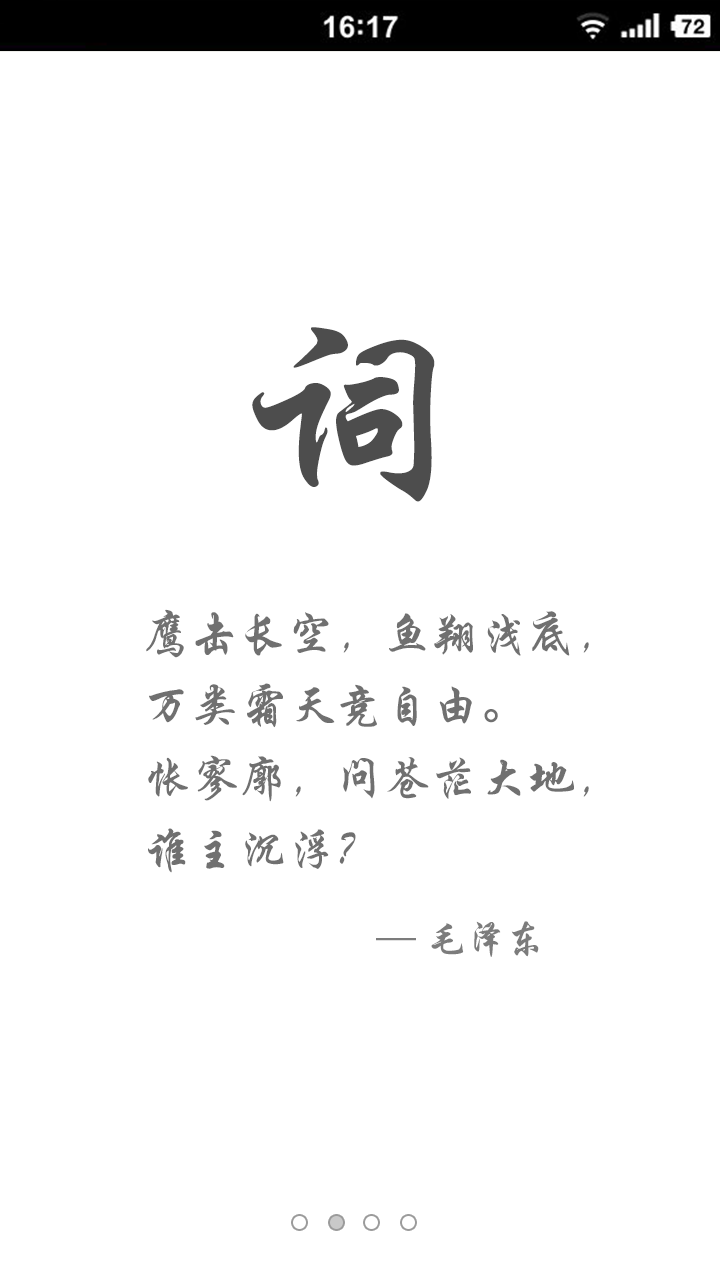 16:17
72
词
鹰击长空，鱼翔浅底，
万类霜天竞自由。
怅寥廓，问苍茫大地，
谁主沉浮？
— 毛泽东